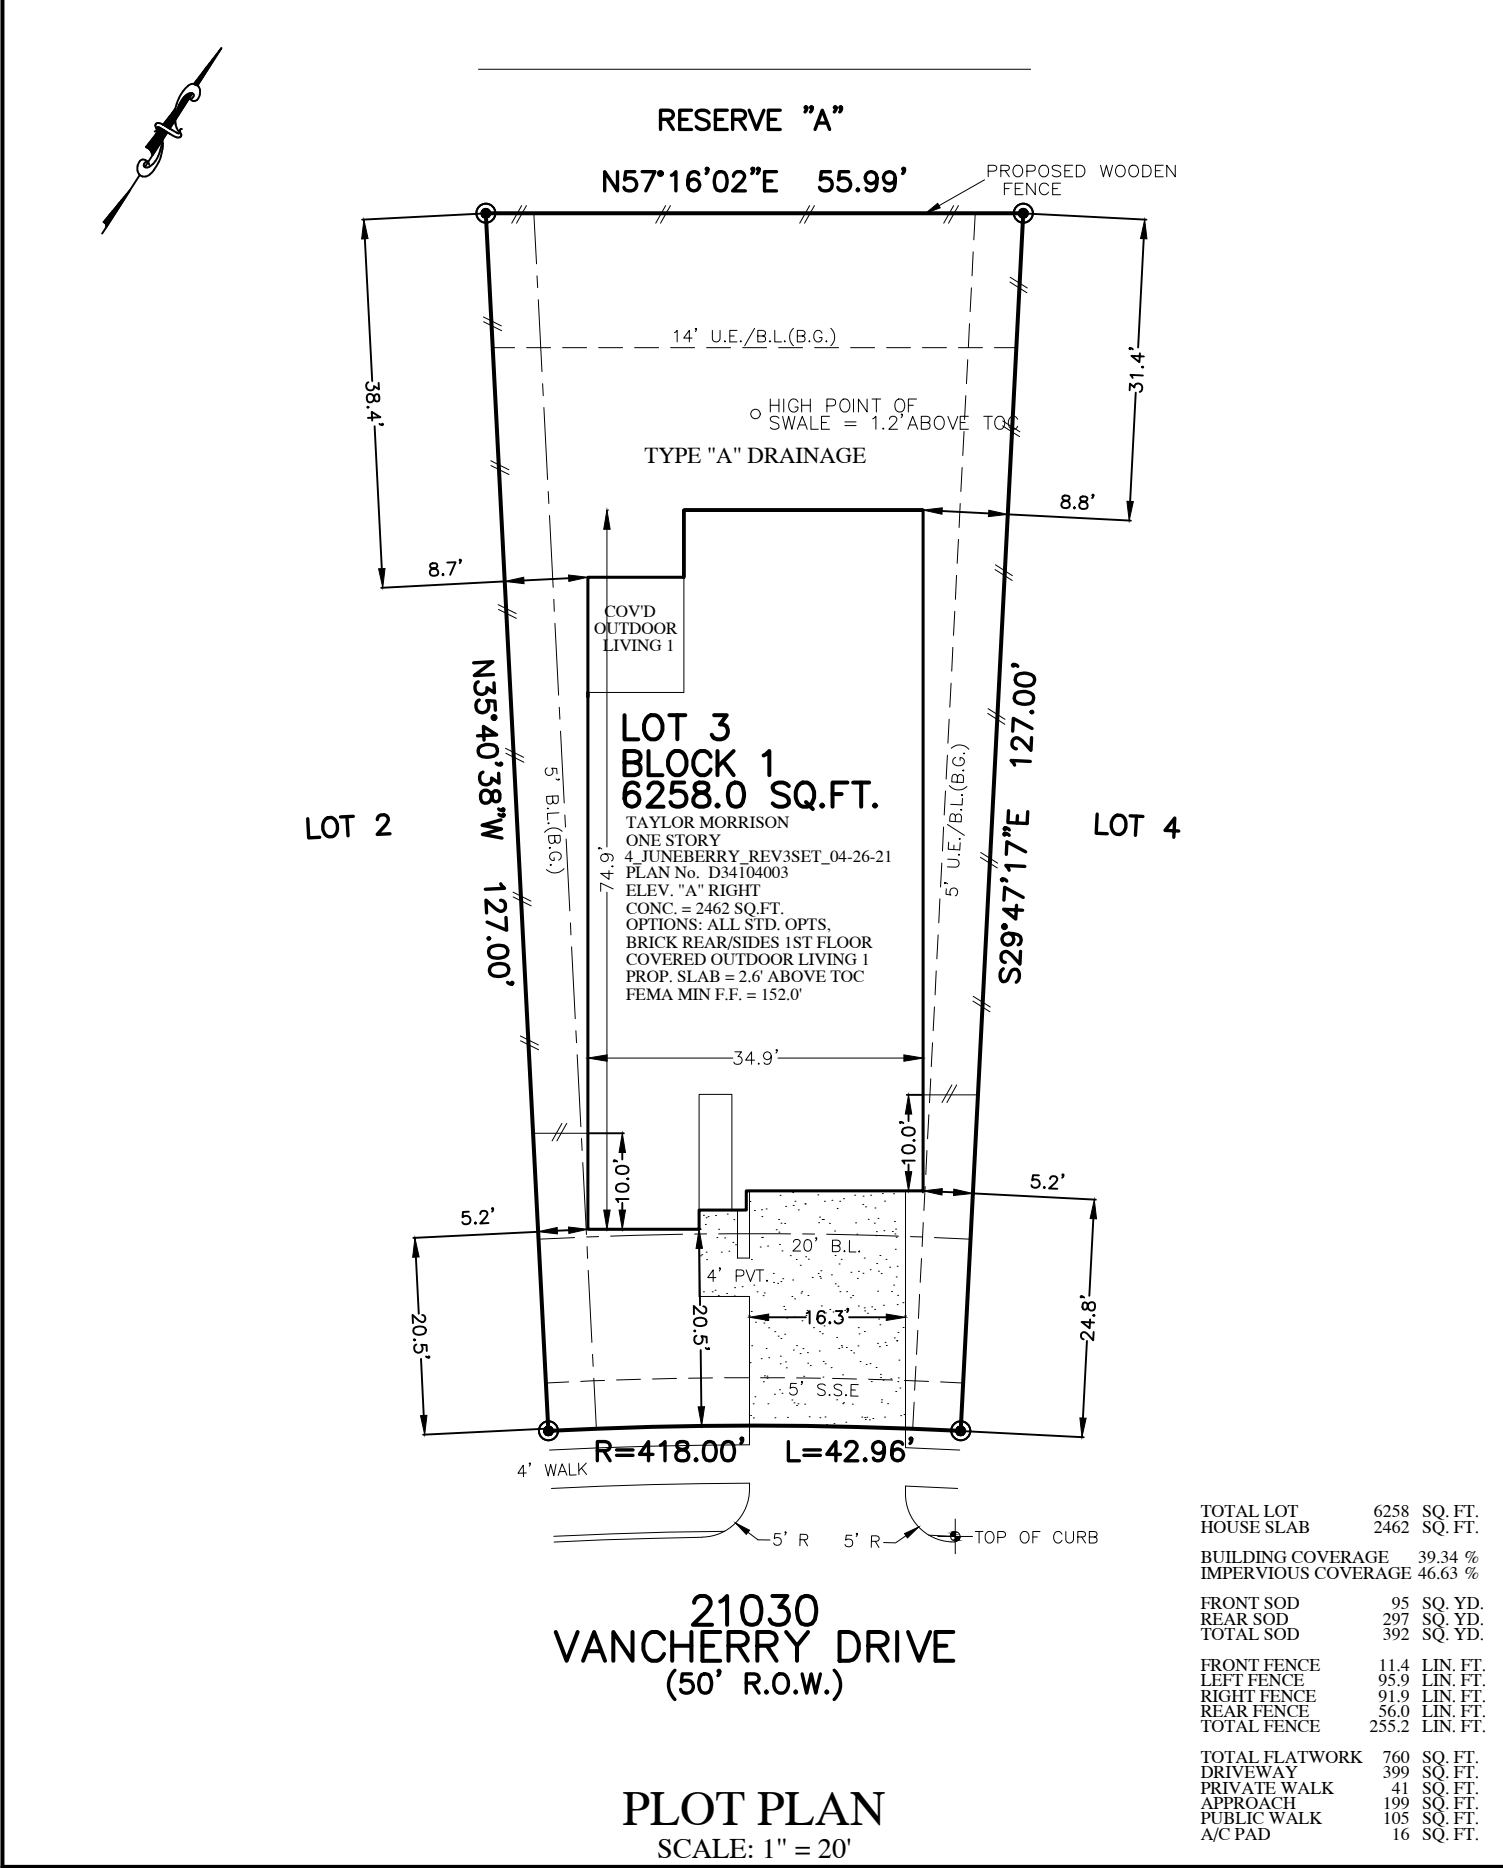 RESERVE "A"
N57°16'02"E 55.99'
PROPOSED WOODEN
FENCE
14' U.E./B.L.(B.G.)
38.4'
31.4'
HIGH POINT OF
SWALE = 1.2'ABOVE TOC
TYPE "A" DRAINAGE
8.8'
8.7'
COV'D
OUTDOOR
LIVING 1
N35°40'38"W 127.00'
S29°47'17"E 127.00'
5' B.L.(B.G.)
5' U.E./B.L.(B.G.)
LOT 2
LOT 4
LOT 3
BLOCK 1
6258.0 SQ.FT.
TAYLOR MORRISON
ONE STORY
4_JUNEBERRY_REV3SET_04-26-21
PLAN No. D34104003
ELEV. "A" RIGHT
CONC. = 2462 SQ.FT.
OPTIONS: ALL STD. OPTS,
BRICK REAR/SIDES 1ST FLOOR
COVERED OUTDOOR LIVING 1
PROP. SLAB = 2.6' ABOVE TOC
FEMA MIN F.F. = 152.0'
74.9'
34.9'
10.0'
10.0'
5.2'
5.2'
20' B.L.
4' PVT.
20.5'
20.5'
16.3'
24.8'
5' S.S.E
R=418.00' L=42.96'
4' WALK
5' R
5' R
TOP OF CURB
21030
VANCHERRY DRIVE
(50' R.O.W.)
PLOT PLAN
SCALE: 1" = 20'
TOTAL LOT 6258 SQ. FT.
HOUSE SLAB 2462 SQ. FT.
BUILDING COVERAGE 39.34 %
IMPERVIOUS COVERAGE 46.63 %
FRONT SOD 95 SQ. YD.
REAR SOD 297 SQ. YD.
TOTAL SOD 392 SQ. YD.
FRONT FENCE 11.4 LIN. FT.
LEFT FENCE 95.9 LIN. FT.
RIGHT FENCE 91.9 LIN. FT.
REAR FENCE 56.0 LIN. FT.
TOTAL FENCE 255.2 LIN. FT.
TOTAL FLATWORK 760 SQ. FT.
DRIVEWAY 399 SQ. FT.
PRIVATE WALK 41 SQ. FT.
APPROACH 199 SQ. FT.
PUBLIC WALK 105 SQ. FT.
A/C PAD 16 SQ. FT.